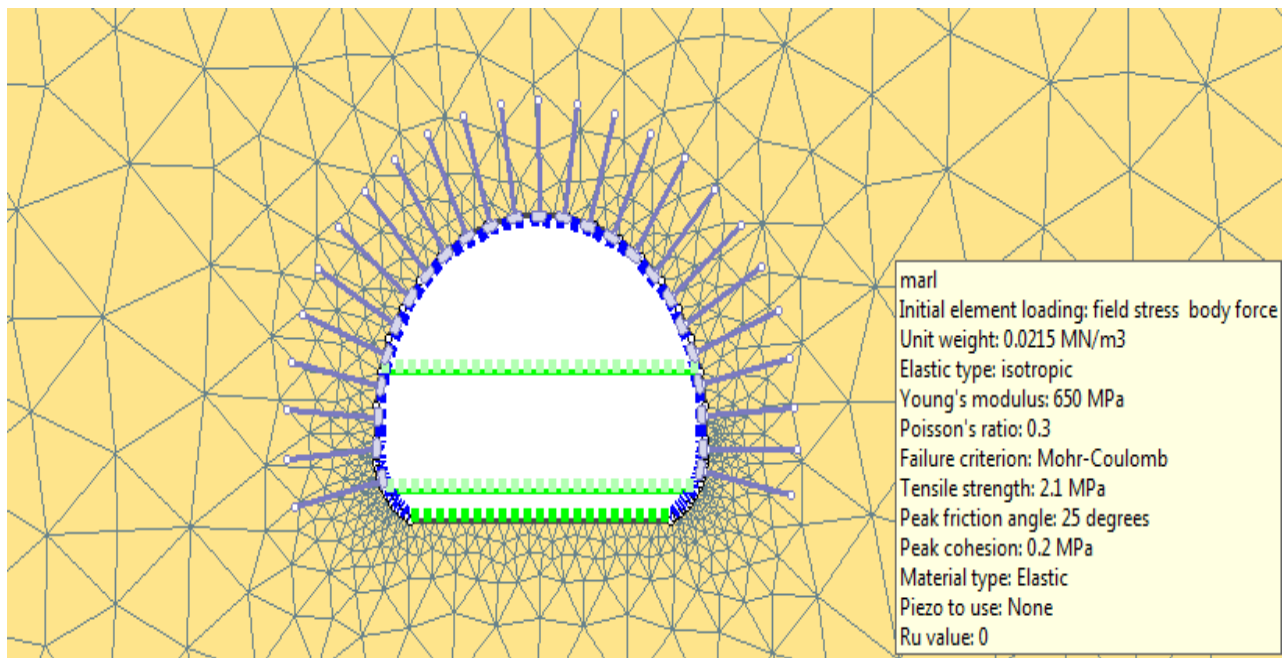 marl
Initial element loading: field stress  body force
Unit weight: 0.0215 MN/m3
Elastic type: isotropic
Young's modulus: 650 MPa
Poisson's ratio: 0.3
Failure criterion: Mohr-Coulomb
Tensile strength: 2.1 MPa
Peak friction angle: 25 degrees
Peak cohesion: 0.2 MPa
Material type: Elastic
Piezo to use: None
Ru value: 0